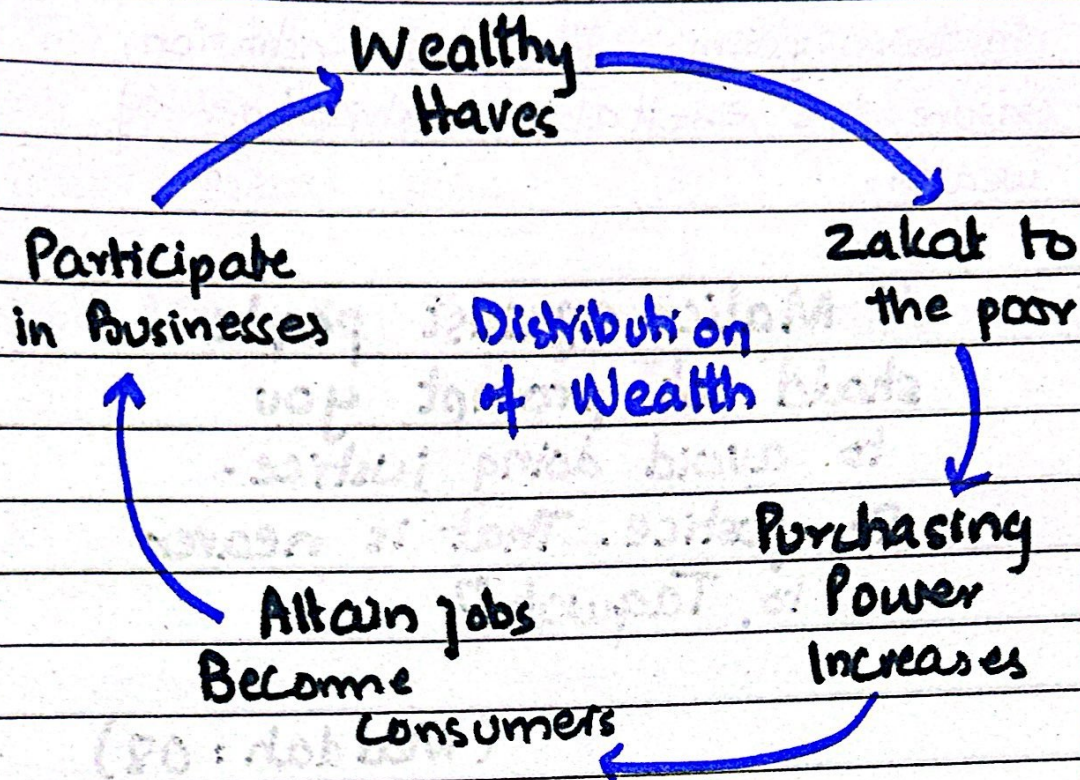 Wealthy
Haves
Zakat to
the poor
Purchasing
Power
Increases
Attain jobs
Become
consumers
Participate
in Businesses
Distribution
of Wealth